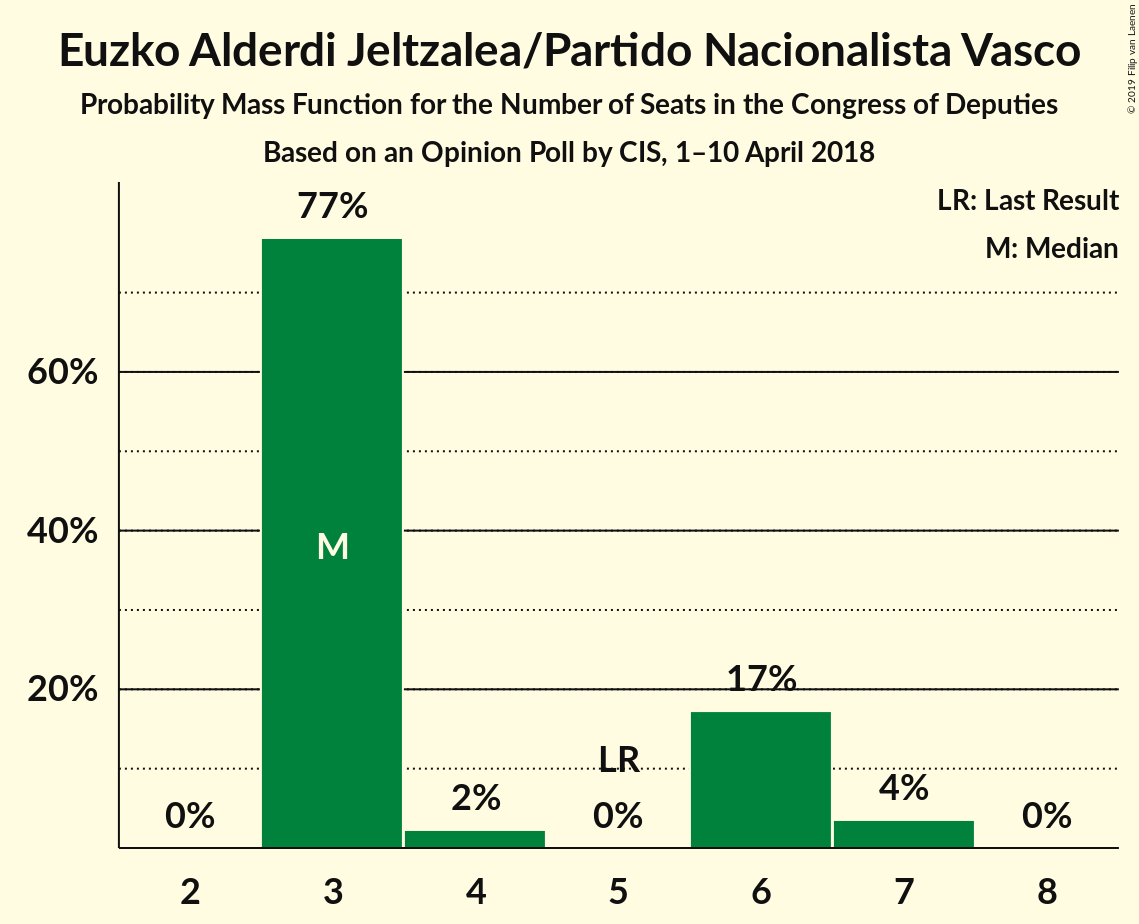 Euzko Alderdi Jeltzalea/Partido Nacionalista Vasco
Probability Mass Function for the Number of Seats in the Congress of Deputies
Based on an Opinion Poll by CIS, 1–10 April 2018
© 2019 Filip van Laenen
LR: Last Result
M: Median
77%
60%
40%
M
20%
17%
LR
0%
2%
0%
4%
0%
2 3 4 5 6 7 8